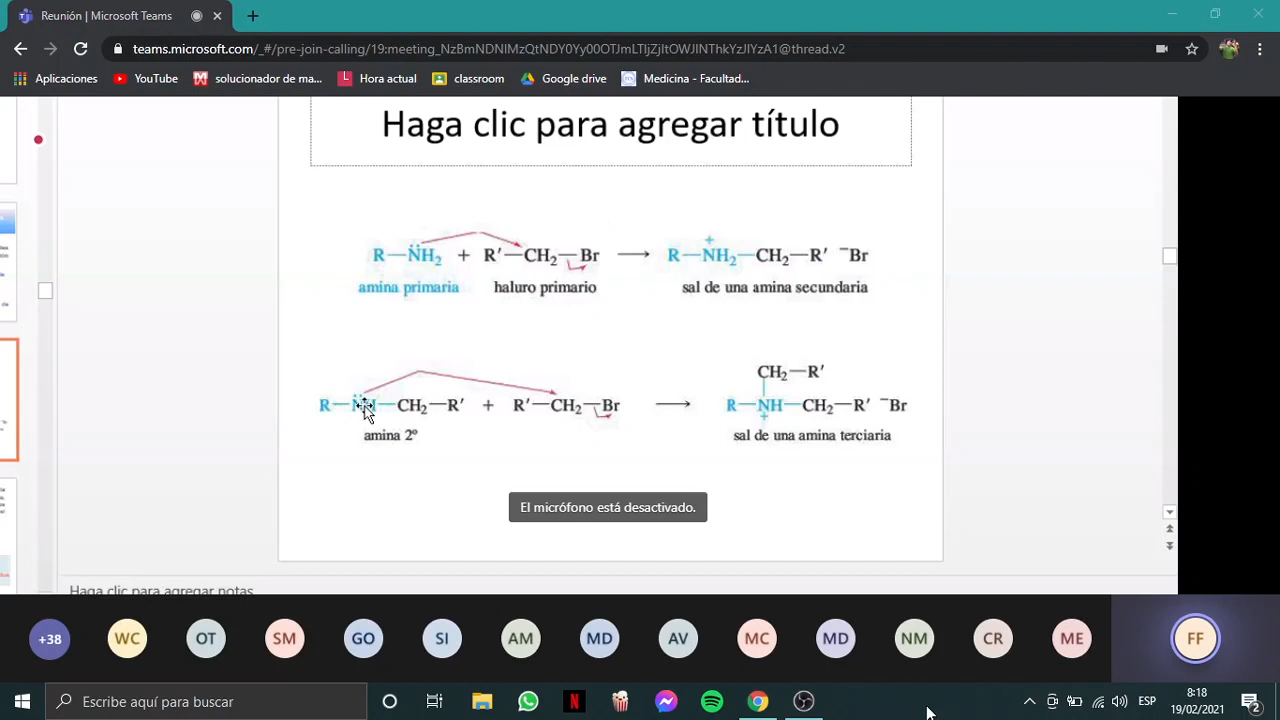 Reunión | Microsoft Teams
teams.microsoft.com/_#/pre-join-calling/19:meeting_NzBmNDNlMzQtNDY0Yy00OTJmLTljZjItOWJlNThkYzJlYzA1@thread.v2
Aplicaciones YouTube solucionador de ma... Hora actual classroom Google drive Medicina - Facultad...
Haga clic para agregar título
R—NH₂ + R′—CH₂—Br ⟶ R—N⁺H₂—CH₂—R′ ⁻Br
amina primaria haluro primario sal de una amina secundaria
CH₂—R′
R—NH—CH₂—R′ + R′—CH₂—Br ⟶ R—NH—CH₂—R′ ⁻Br
+
amina 2º sal de una amina terciaria
El micrófono está desactivado.
Haga clic para agregar notas
+38 WC OT SM GO SI AM MD AV MC MD NM CR ME FF
Escribe aquí para buscar
ESP
8:18
19/02/2021
2